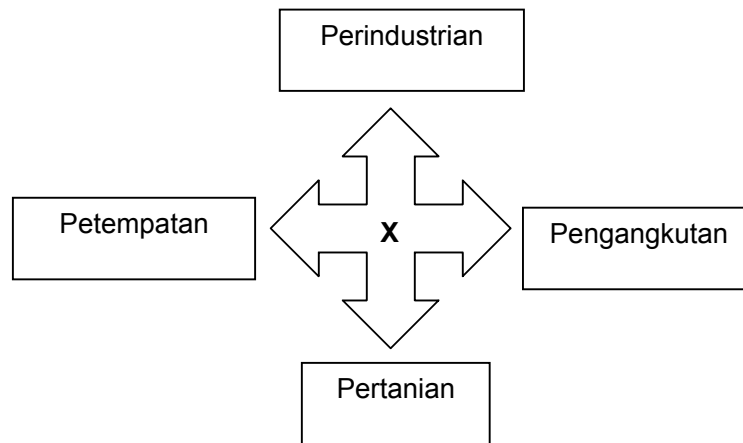 Perindustrian
Petempatan
X
Pengangkutan
Pertanian